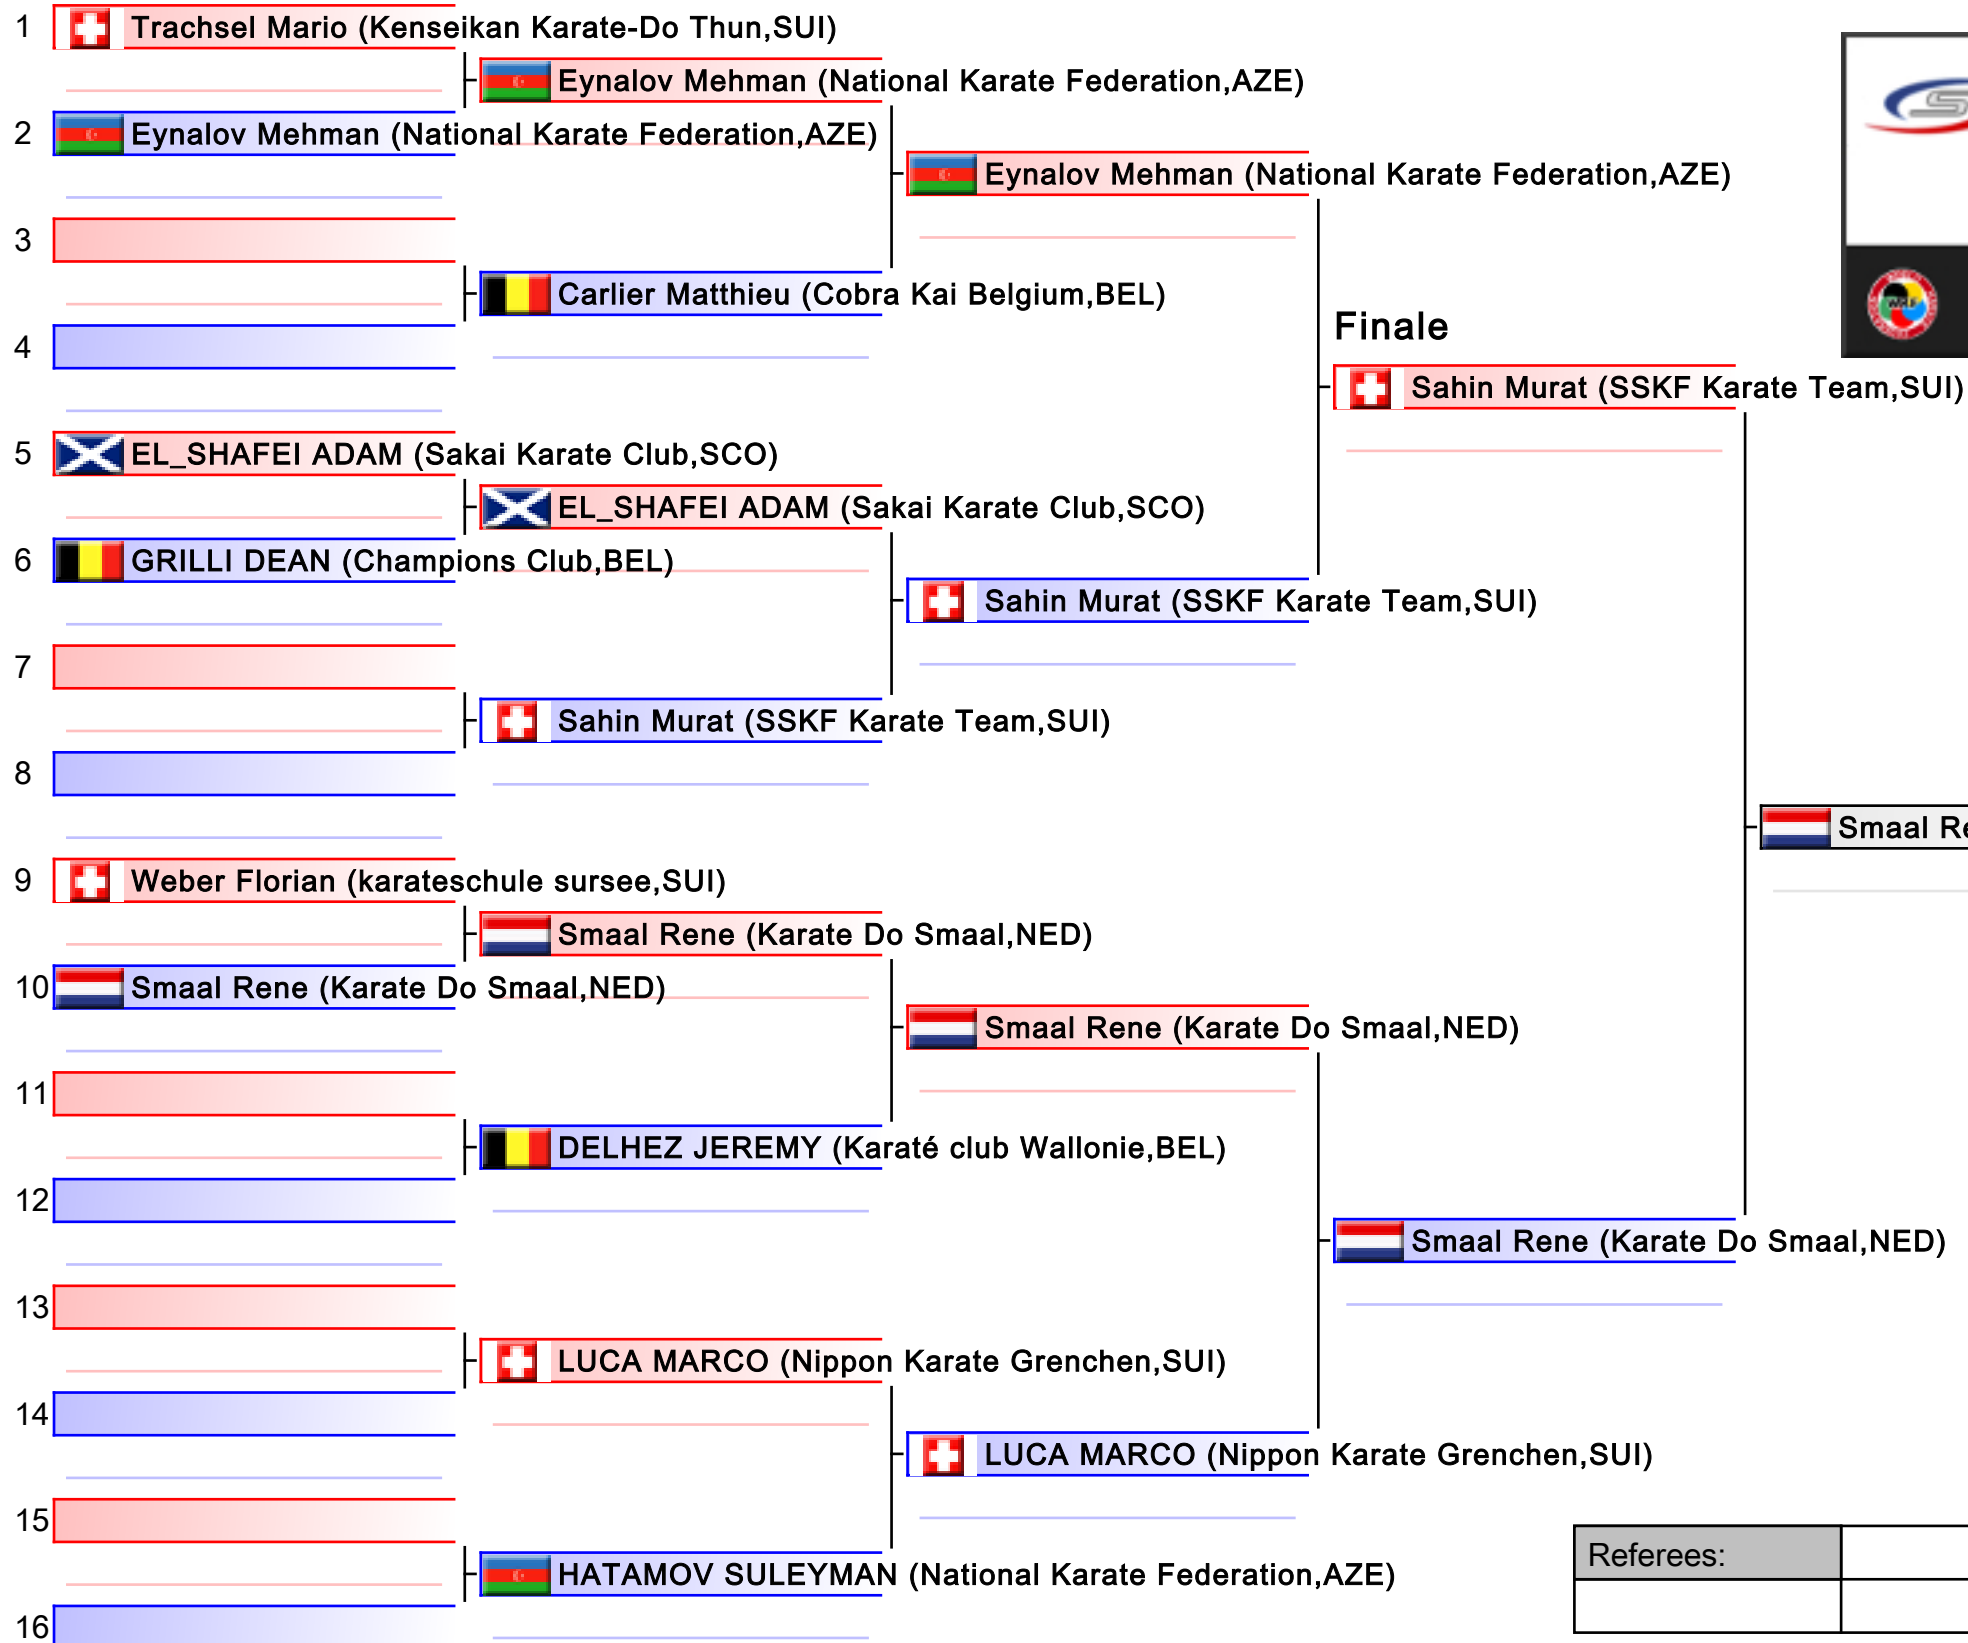 1 Trachsel Mario (Kenseikan Karate-Do Thun,SUI)
Eynalov Mehman (National Karate Federation,AZE)
2 Eynalov Mehman (National Karate Federation,AZE)
Eynalov Mehman (National Karate Federation,AZE)
3
Carlier Matthieu (Cobra Kai Belgium,BEL)
Finale
4
Sahin Murat (SSKF Karate Team,SUI)
5 EL_SHAFEI ADAM (Sakai Karate Club,SCO)
EL_SHAFEI ADAM (Sakai Karate Club,SCO)
6 GRILLI DEAN (Champions Club,BEL)
Sahin Murat (SSKF Karate Team,SUI)
7
Sahin Murat (SSKF Karate Team,SUI)
8
Smaal Re
9 Weber Florian (karateschule sursee,SUI)
Smaal Rene (Karate Do Smaal,NED)
10 Smaal Rene (Karate Do Smaal,NED)
Smaal Rene (Karate Do Smaal,NED)
11
DELHEZ JEREMY (Karaté club Wallonie,BEL)
12
Smaal Rene (Karate Do Smaal,NED)
13
LUCA MARCO (Nippon Karate Grenchen,SUI)
14
LUCA MARCO (Nippon Karate Grenchen,SUI)
15
Referees:
HATAMOV SULEYMAN (National Karate Federation,AZE)
16